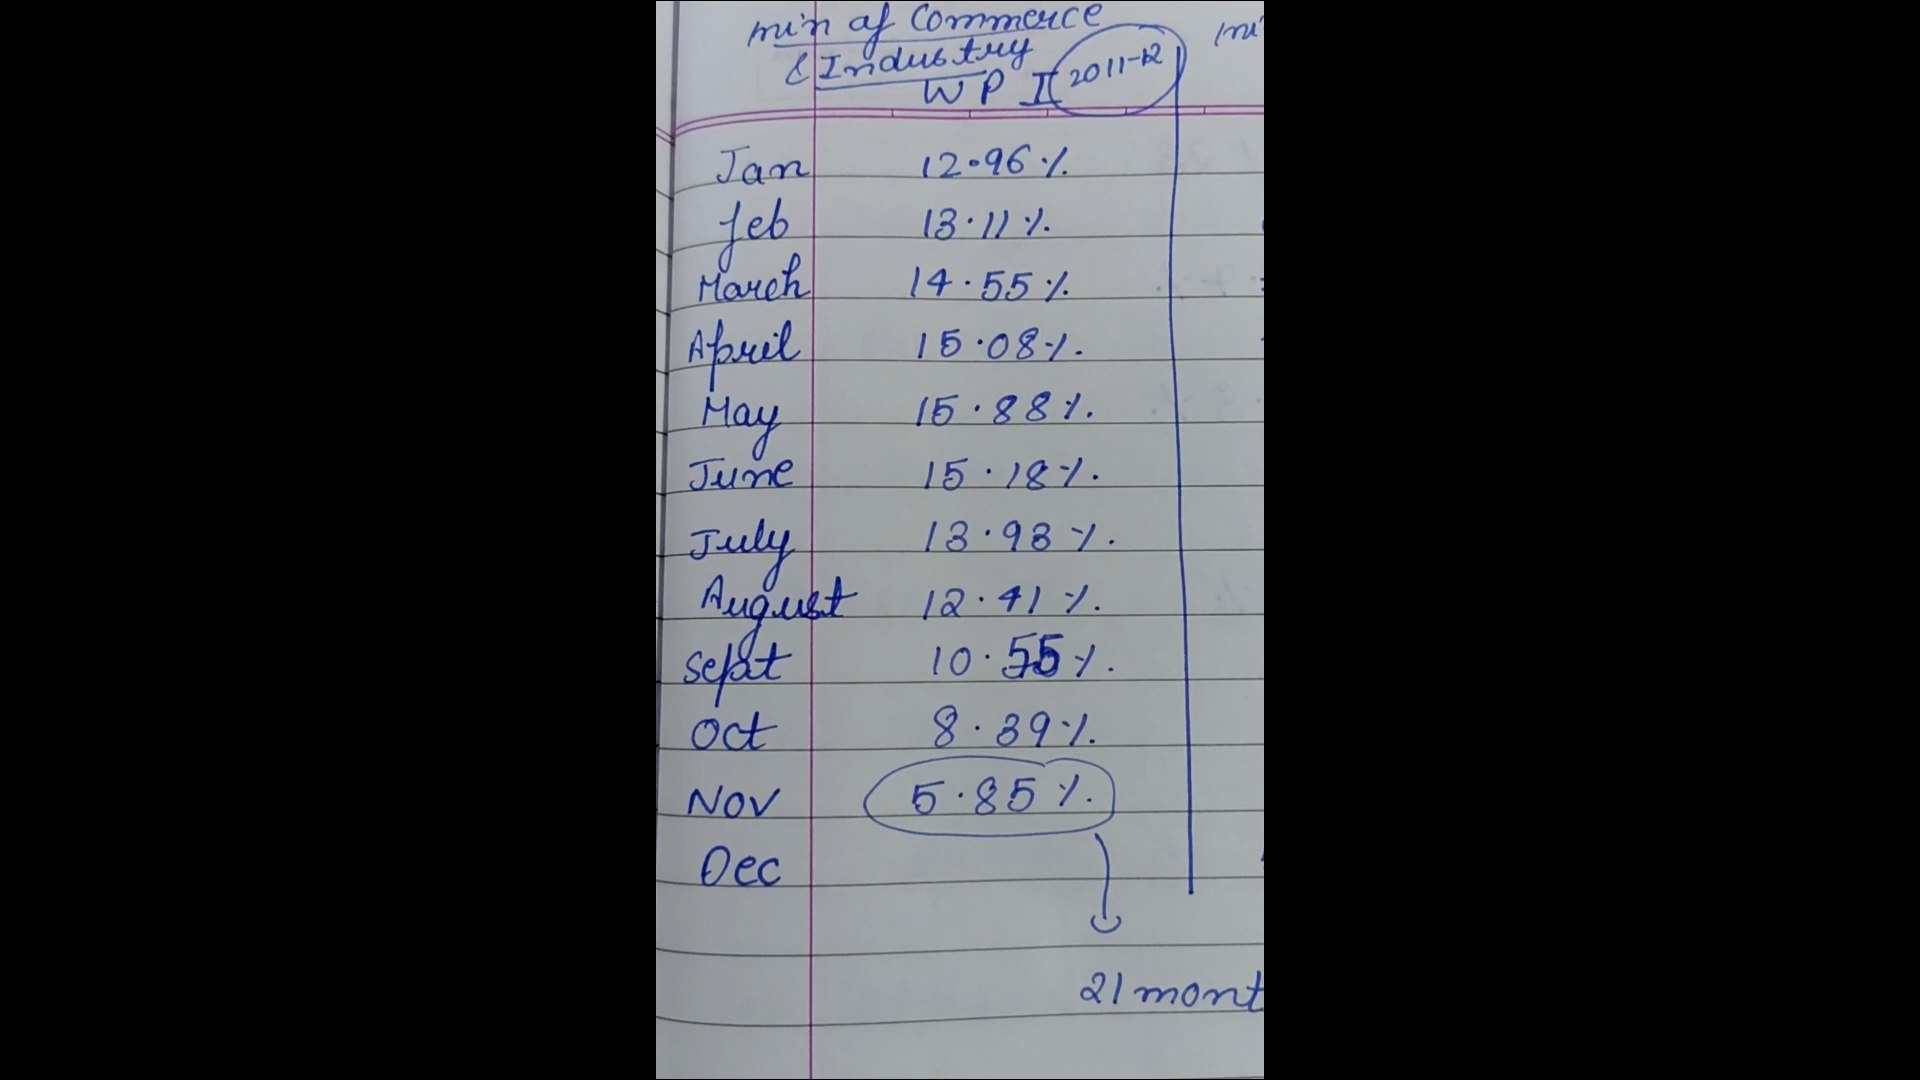 min of Commerce
& Industry
WPI 2011-12
Jan 12.96%
feb 13.11%
March 14.55%
April 15.08%
May 15.88%
June 15.18%
July 13.93%
August 12.41%
Sept 10.55%
Oct 8.39%
Nov 5.85%
Dec
21 mont